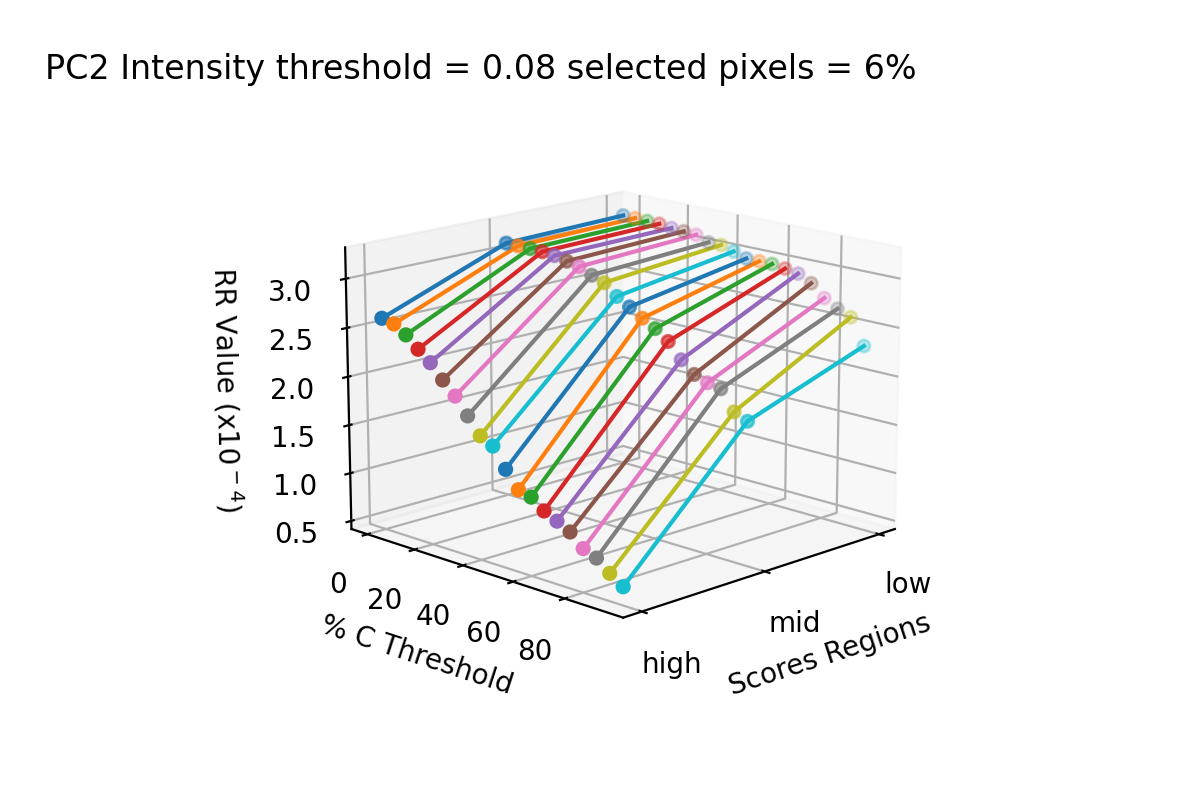 PC2 Intensity threshold = 0.08 selected pixels = 6%
3.0
2.5
2.0
1.5
1.0
0.5
RR Value (x10⁻⁴)
0
20
40
60
80
% C Threshold
high
mid
low
Scores Regions